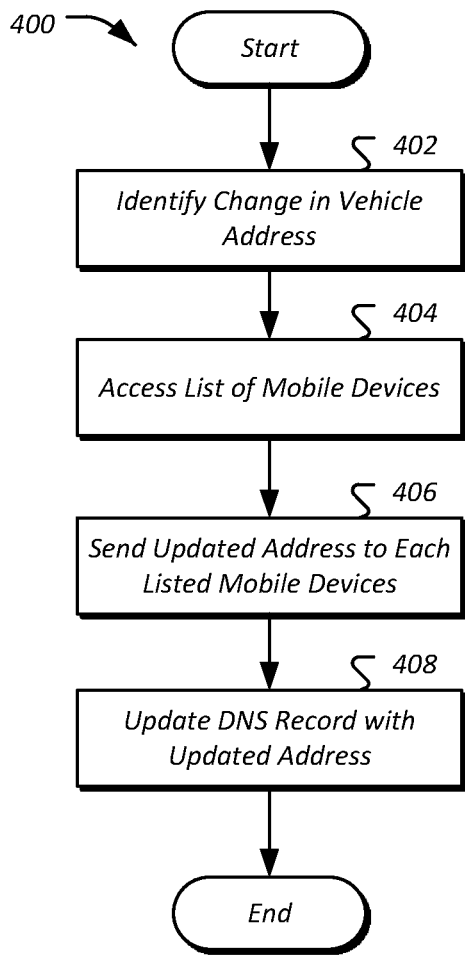 400
Start
402
Identify Change in Vehicle
Address
404
Access List of Mobile Devices
406
Send Updated Address to Each
Listed Mobile Devices
408
Update DNS Record with
Updated Address
End